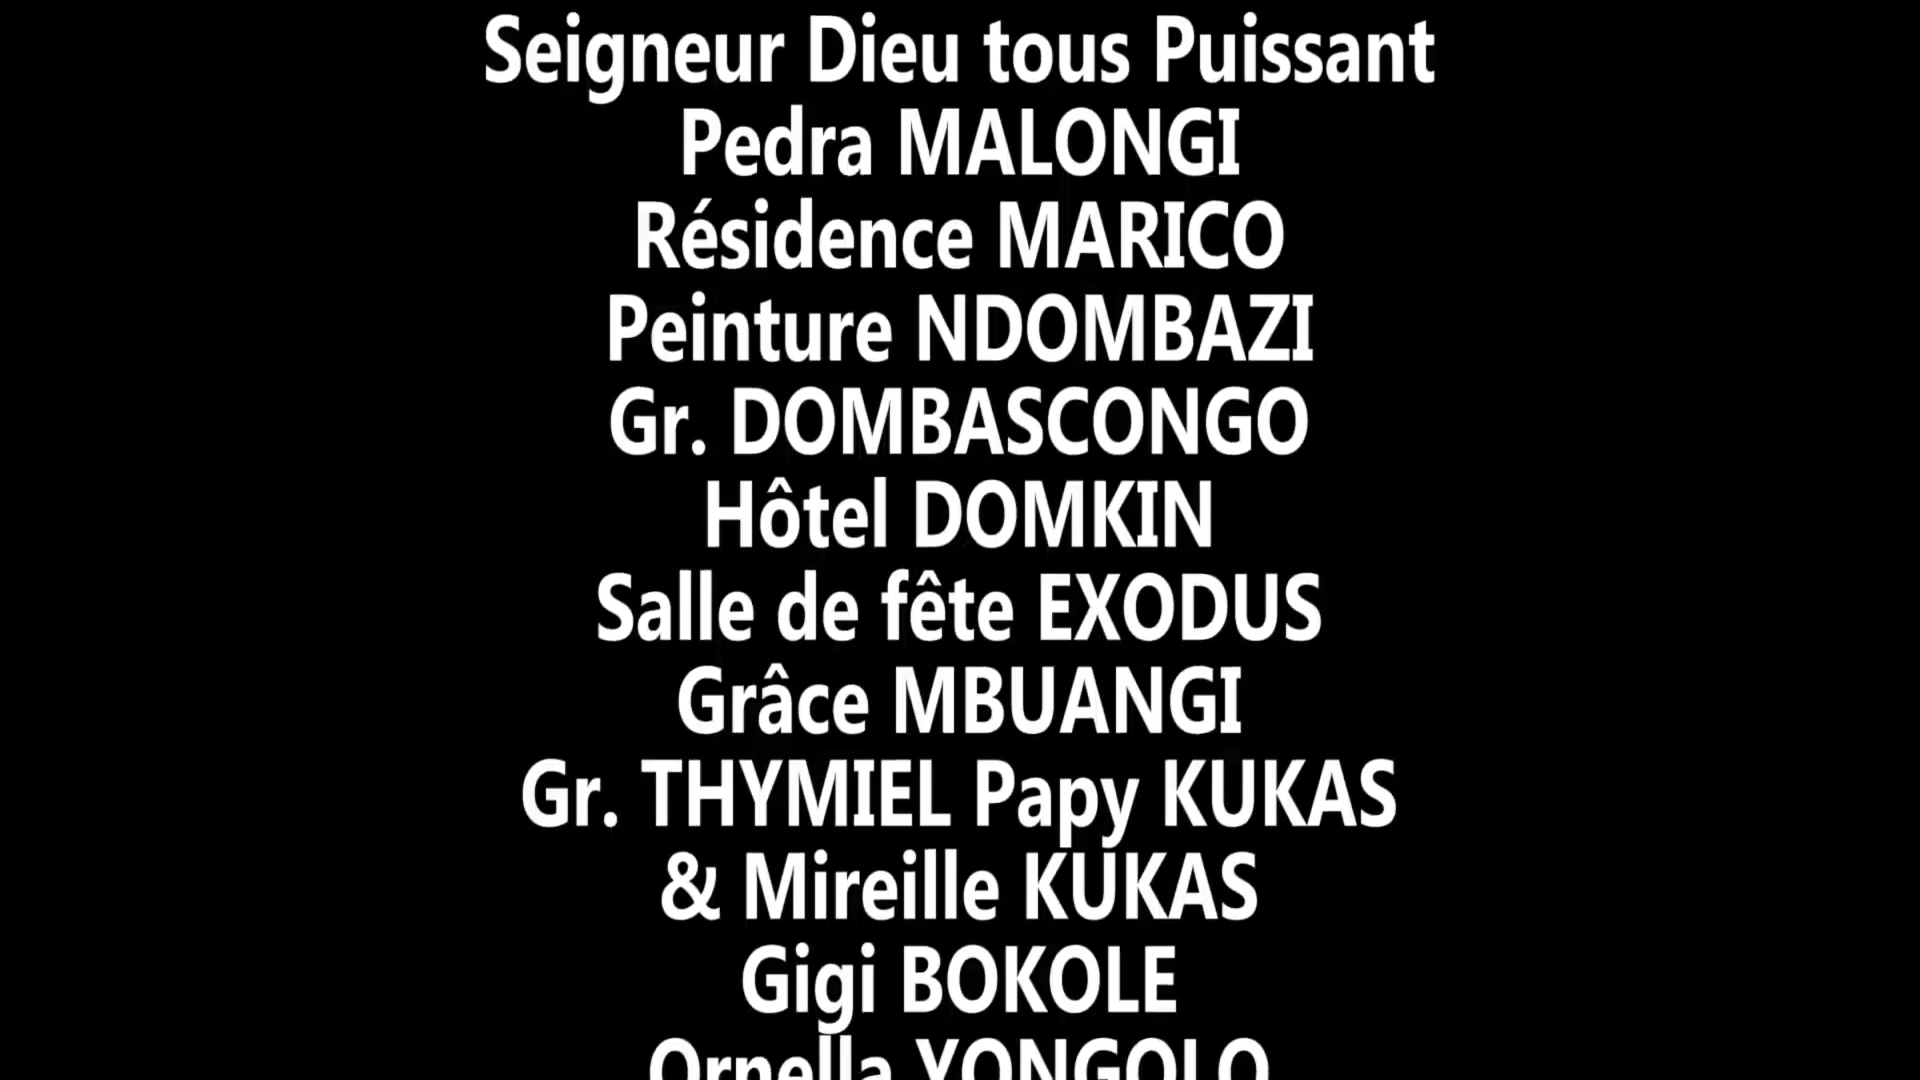 Seigneur Dieu tous Puissant
Pedra MALONGI
Résidence MARICO
Peinture NDOMBAZI
Gr. DOMBASCONGO
Hôtel DOMKIN
Salle de fête EXODUS
Grâce MBUANGI
Gr. THYMIEL Papy KUKAS
& Mireille KUKAS
Gigi BOKOLE
Ornella YONGOLO